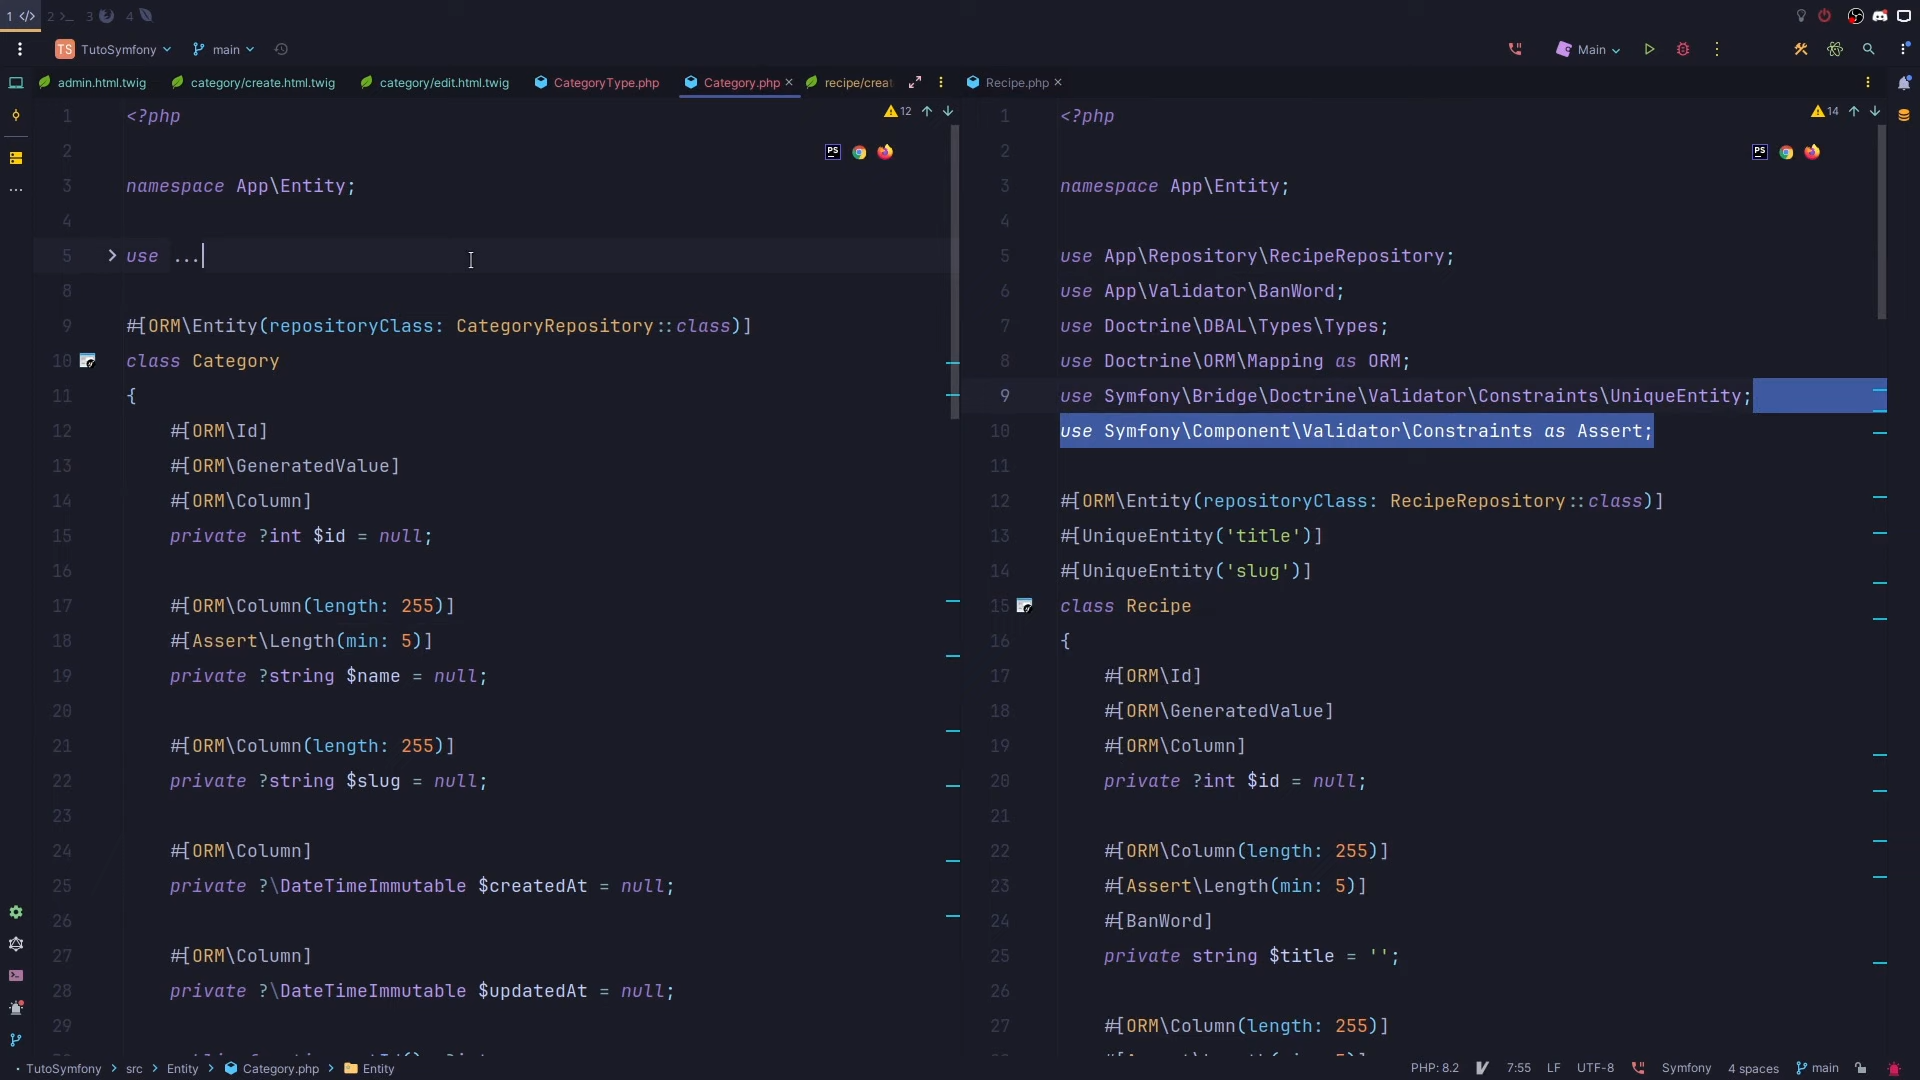 1 </> 2 >_ 3 4
TS TutoSymfony main Main
admin.html.twig category/create.html.twig category/edit.html.twig CategoryType.php Category.php recipe/creat Recipe.php
12
1 <?php
2
3 namespace App\Entity;
4
5 use ...
8
9 #[ORM\Entity(repositoryClass: CategoryRepository::class)]
10 class Category
11 {
12 #[ORM\Id]
13 #[ORM\GeneratedValue]
14 #[ORM\Column]
15 private ?int $id = null;
16
17 #[ORM\Column(length: 255)]
18 #[Assert\Length(min: 5)]
19 private ?string $name = null;
20
21 #[ORM\Column(length: 255)]
22 private ?string $slug = null;
23
24 #[ORM\Column]
25 private ?\DateTimeImmutable $createdAt = null;
26
27 #[ORM\Column]
28 private ?\DateTimeImmutable $updatedAt = null;
29
14
1 <?php
2
3 namespace App\Entity;
4
5 use App\Repository\RecipeRepository;
6 use App\Validator\BanWord;
7 use Doctrine\DBAL\Types\Types;
8 use Doctrine\ORM\Mapping as ORM;
9 use Symfony\Bridge\Doctrine\Validator\Constraints\UniqueEntity;
10 use Symfony\Component\Validator\Constraints as Assert;
11
12 #[ORM\Entity(repositoryClass: RecipeRepository::class)]
13 #[UniqueEntity('title')]
14 #[UniqueEntity('slug')]
15 class Recipe
16 {
17 #[ORM\Id]
18 #[ORM\GeneratedValue]
19 #[ORM\Column]
20 private ?int $id = null;
21
22 #[ORM\Column(length: 255)]
23 #[Assert\Length(min: 5)]
24 #[BanWord]
25 private string $title = '';
26
27 #[ORM\Column(length: 255)]
TutoSymfony > src > Entity > Category.php > Entity PHP: 8.2 7:55 LF UTF-8 Symfony 4 spaces main